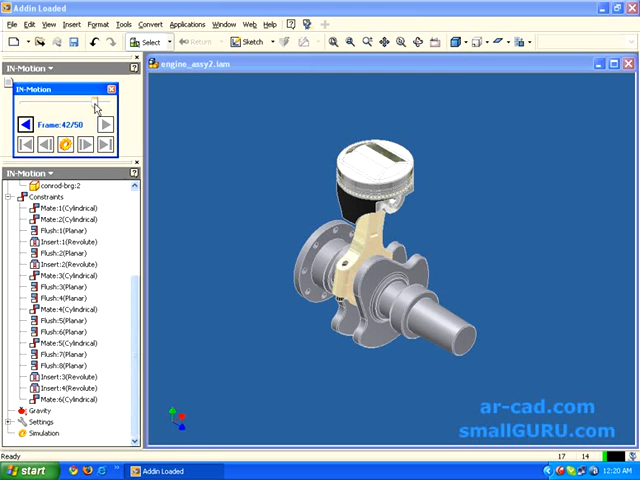 Addin Loaded
File Edit View Insert Format Tools Convert Applications Window Web Help
Select Return Sketch
IN-Motion
engine_assy2.iam
IN-Motion
Frame:42/50
IN-Motion
conrod-brg:2
Constraints
Mate:1(Cylindrical)
Mate:2(Cylindrical)
Flush:1(Planar)
Insert:1(Revolute)
Flush:2(Planar)
Insert:2(Revolute)
Mate:3(Cylindrical)
Flush:3(Planar)
Flush:4(Planar)
Mate:4(Cylindrical)
Flush:5(Planar)
Flush:6(Planar)
Mate:5(Cylindrical)
Flush:7(Planar)
Flush:8(Planar)
Insert:3(Revolute)
Insert:4(Revolute)
Mate:6(Cylindrical)
Gravity
Settings
Simulation
ar-cad.com
smallGURU.com
Ready 17 14
start Addin Loaded 12:20 AM